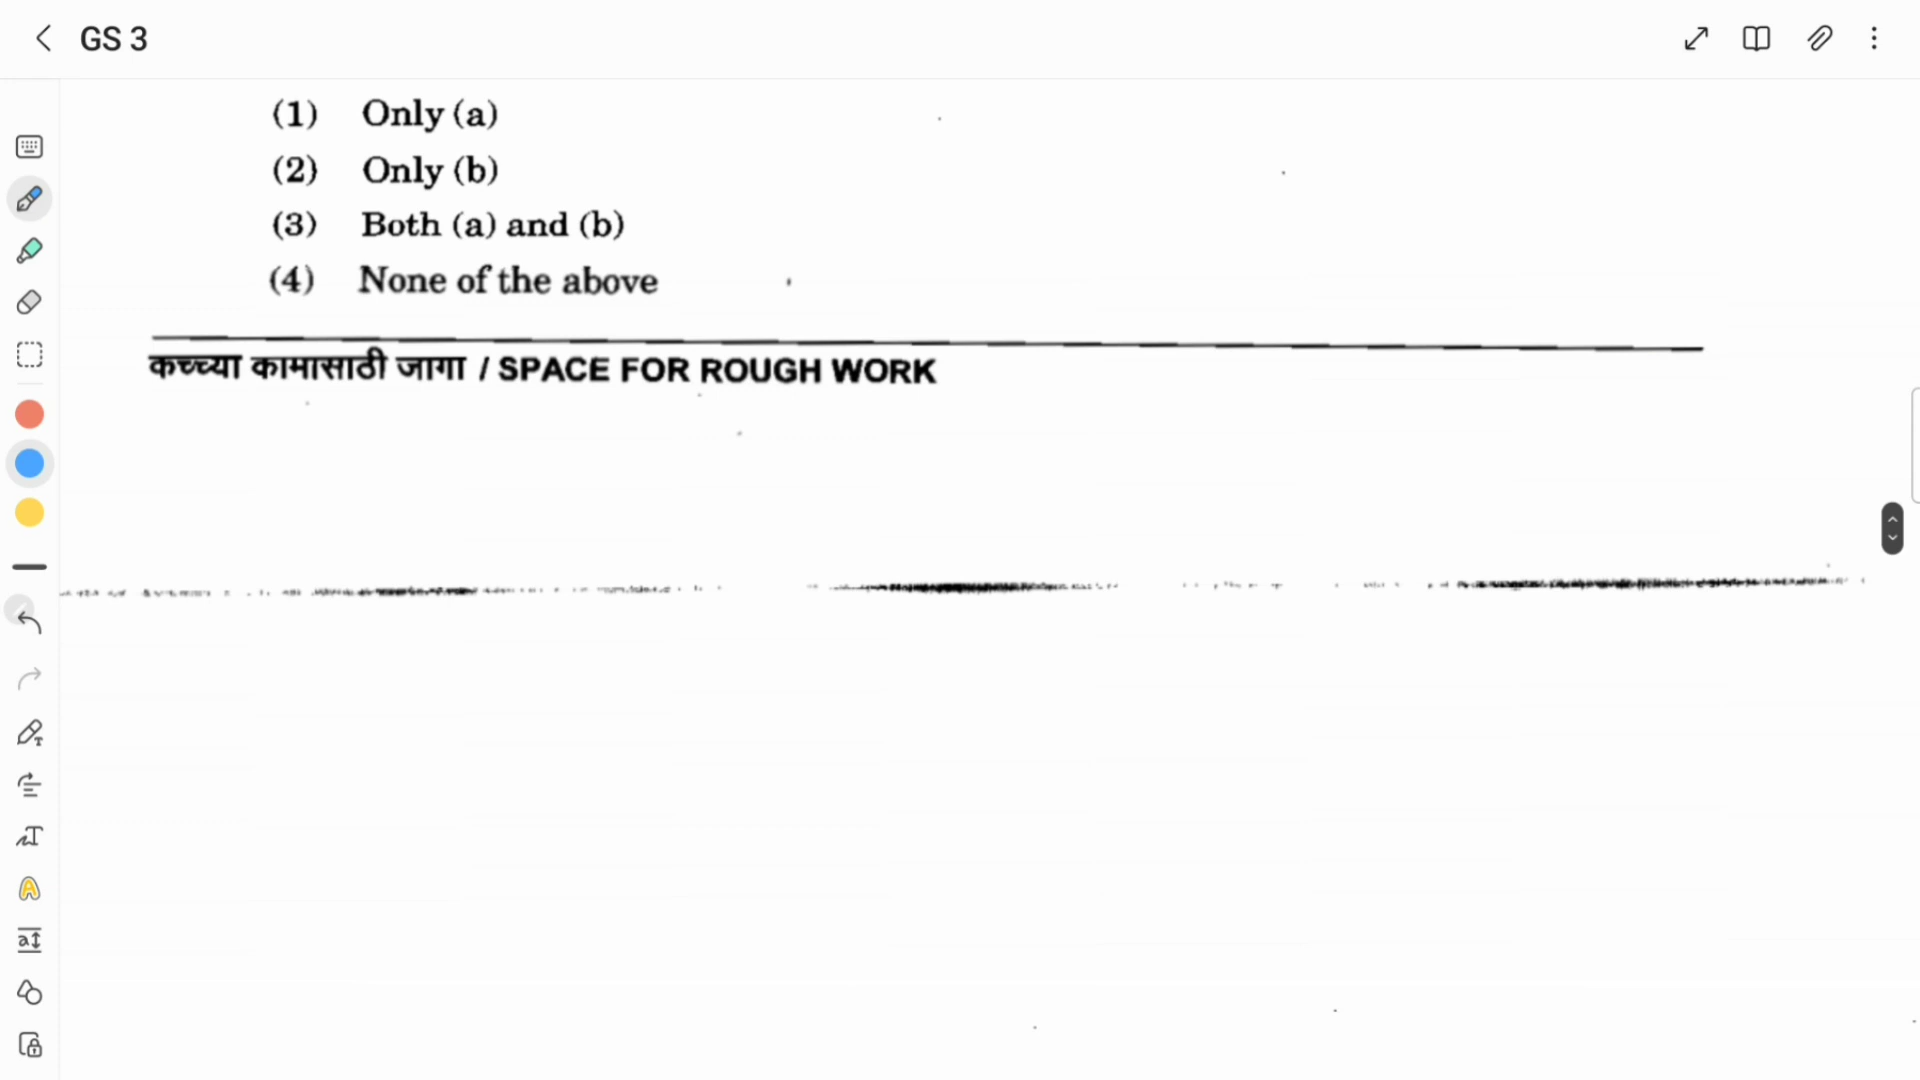 GS 3
(1) Only (a)
(2) Only (b)
(3) Both (a) and (b)
(4) None of the above
कच्च्या कामासाठी जागा / SPACE FOR ROUGH WORK